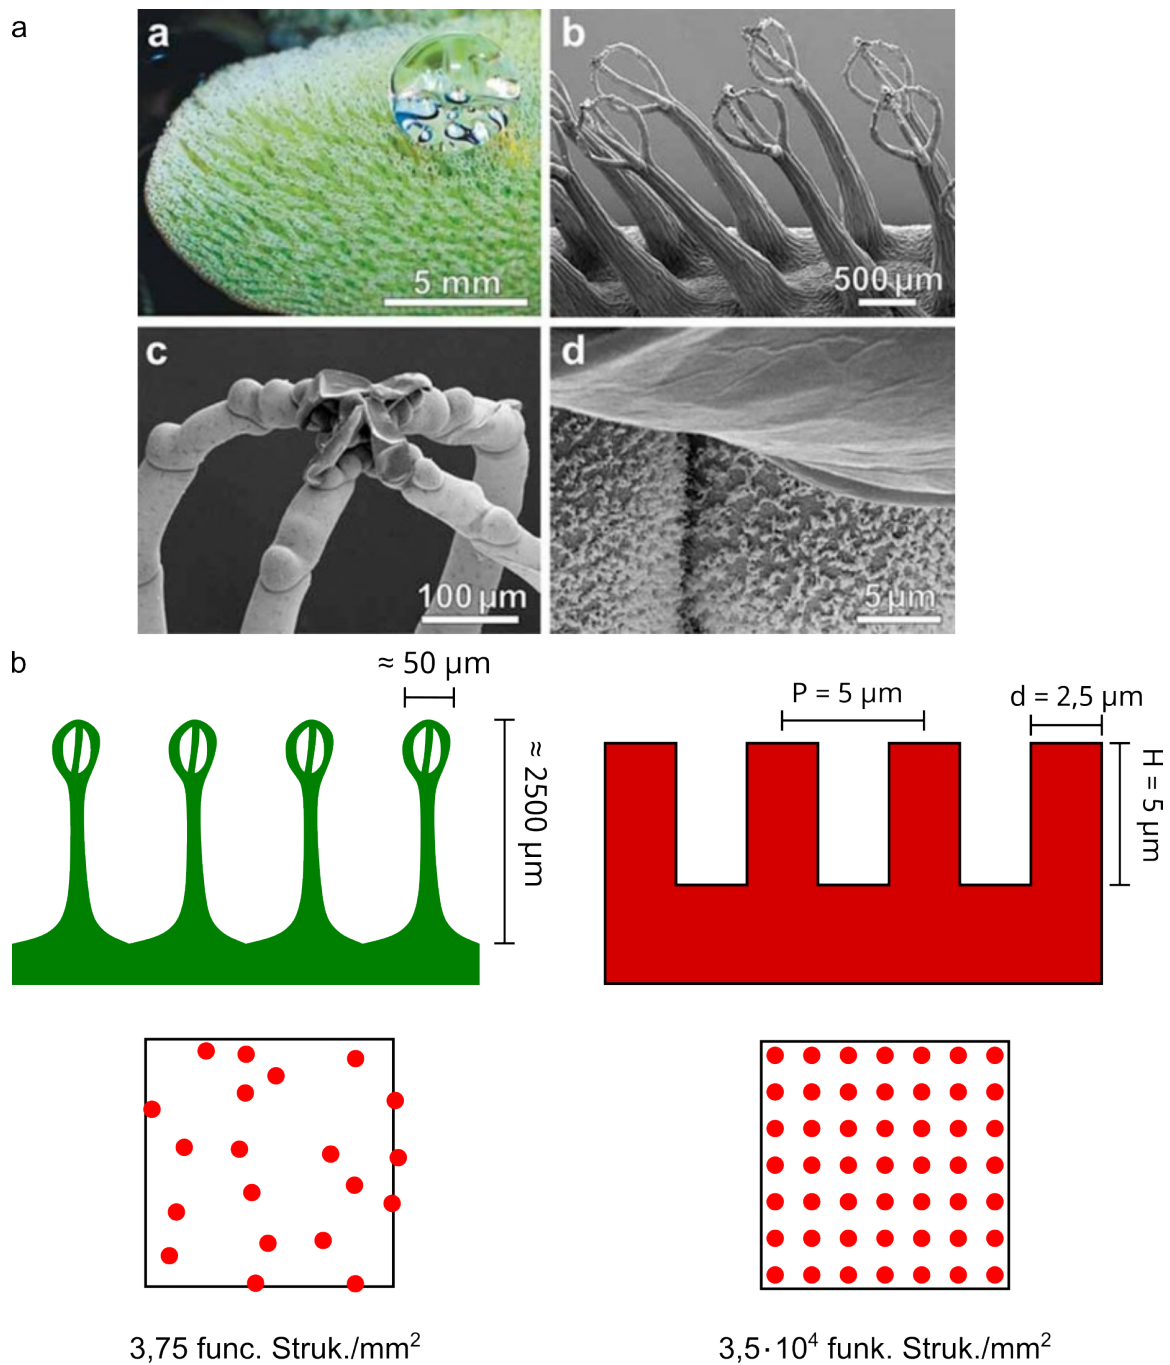 a
a
5 mm
b
500 µm
c
100 µm
d
5 µm
b
≈ 50 µm
≈ 2500 µm
P = 5 µm
d = 2,5 µm
H = 5 µm
3,75 func. Struk./mm²
3,5·10⁴ funk. Struk./mm²